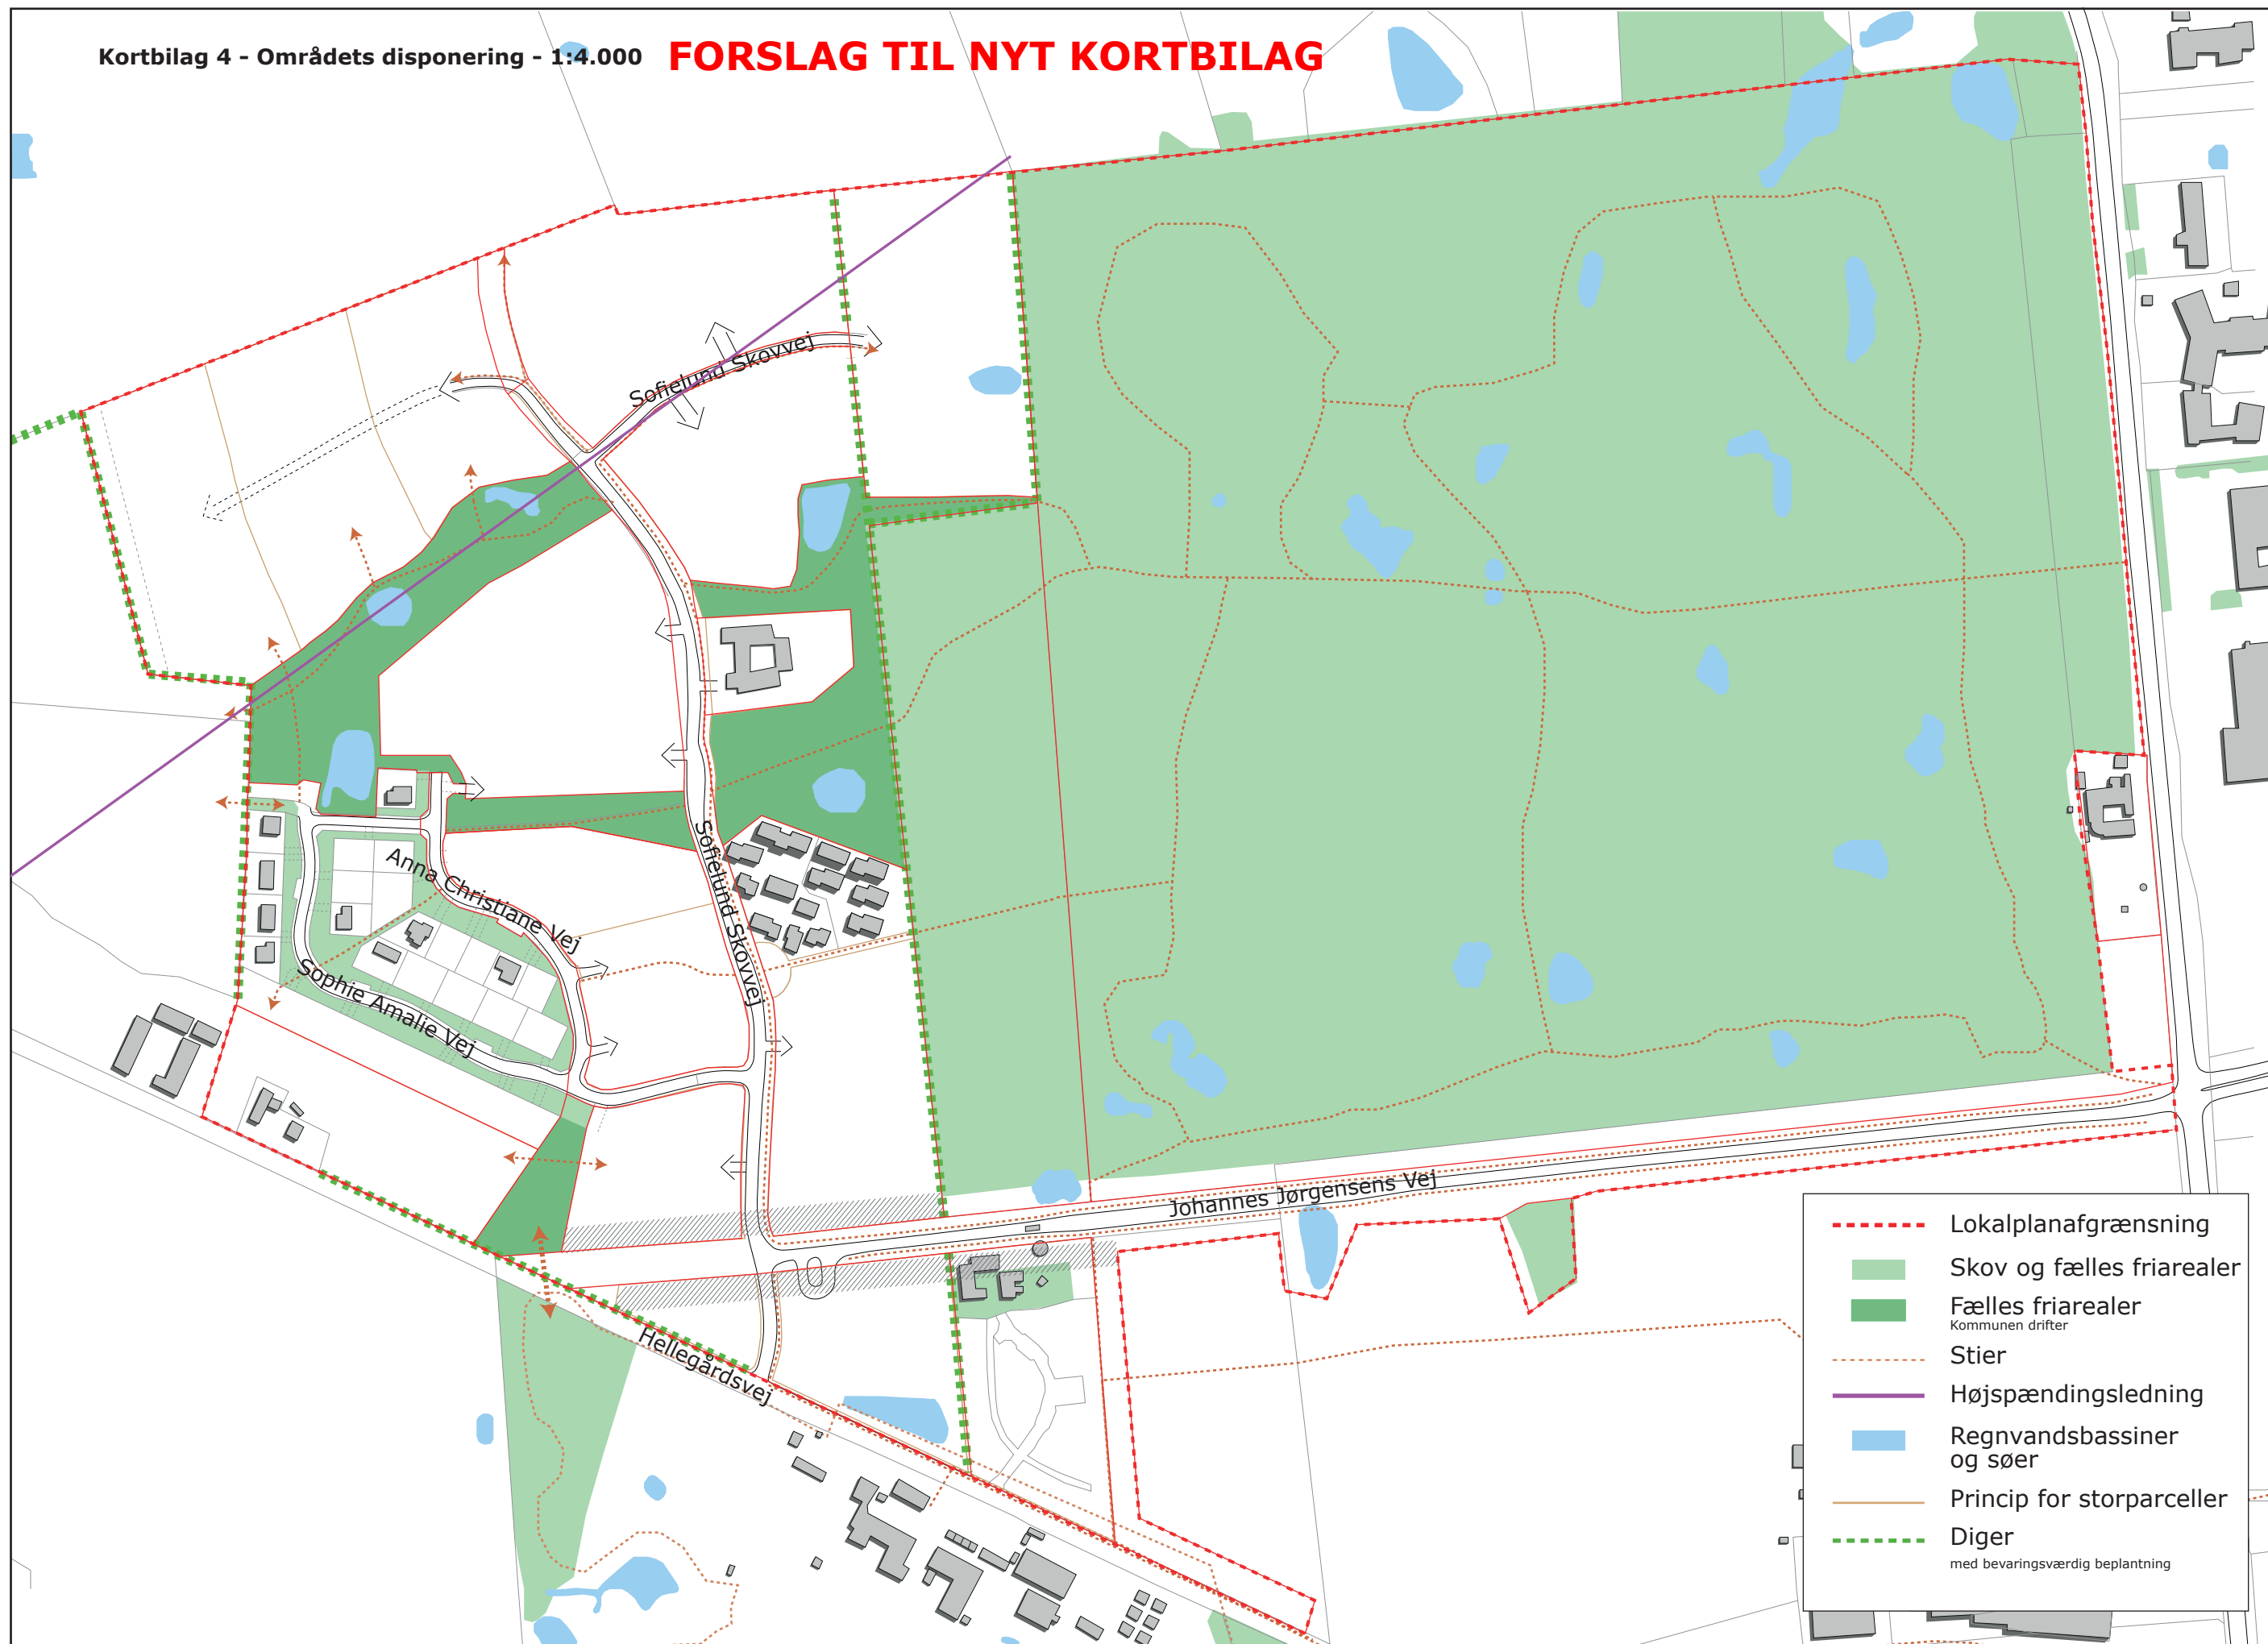 Kortbilag 4 - Områdets disponering - 1:4.000
FORSLAG TIL NYT KORTBILAG
Sofielund Skovvej
Sofielund Skovvej
Anna Christiane Vej
Sophie Amalie Vej
Johannes Jørgensens Vej
Hellegårdsvej
Lokalplanafgrænsning
Skov og fælles friarealer
Fælles friarealer
Kommunen drifter
Stier
Højspændingsledning
Regnvandsbassiner
og søer
Princip for storparceller
Diger
med bevaringsværdig beplantning